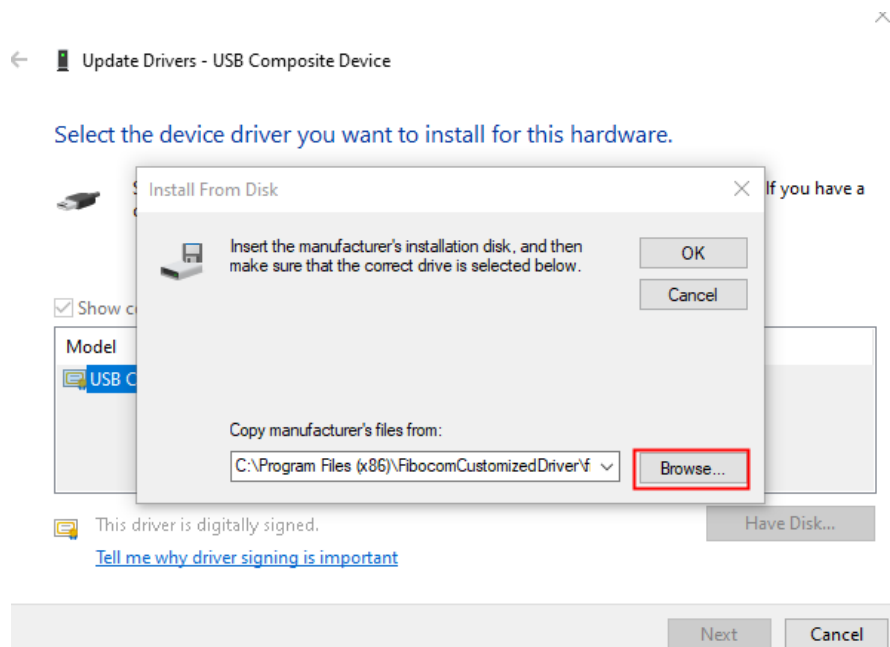 Update Drivers - USB Composite Device
Select the device driver you want to install for this hardware.
If you have a
Install From Disk
Insert the manufacturer's installation disk, and then
make sure that the correct drive is selected below.
OK
Cancel
Show
Model
USB C
Copy manufacturer's files from:
C:\Program Files (x86)\FibocomCustomizedDriver\f
Browse...
This driver is digitally signed.
Have Disk...
Tell me why driver signing is important
Next
Cancel